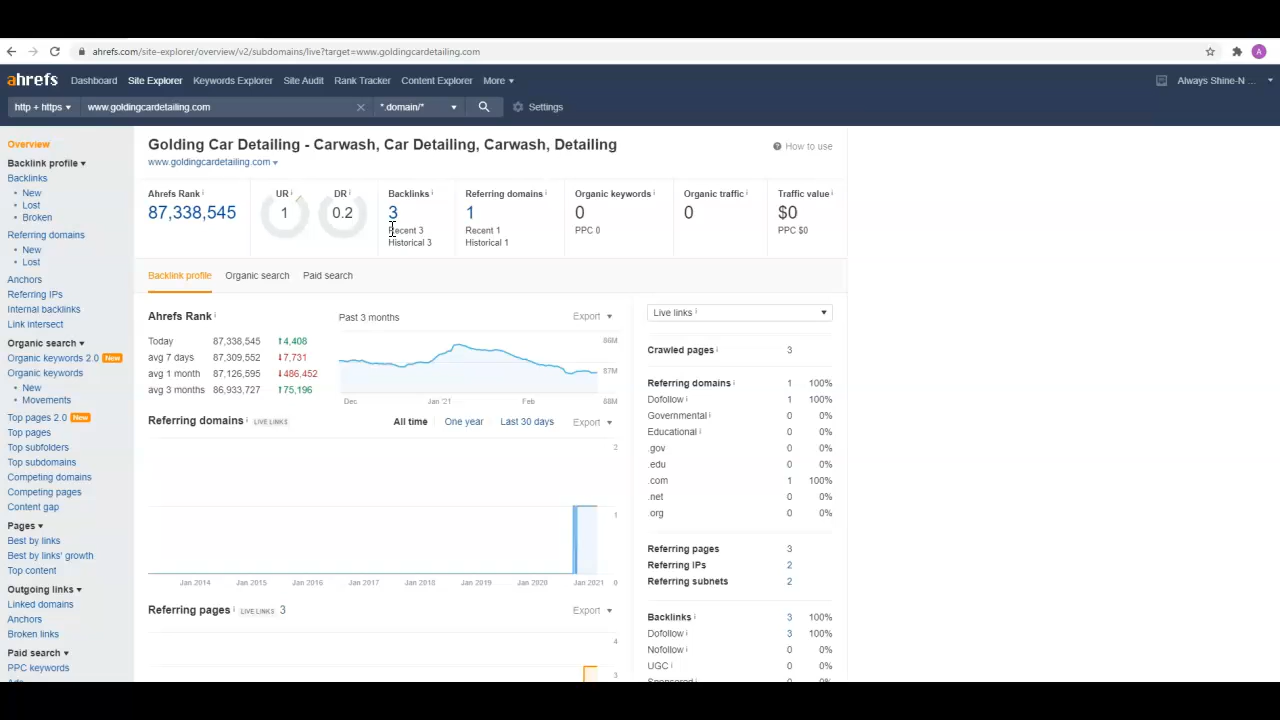 ahrefs.com/site-explorer/overview/v2/subdomains/live?target=www.goldingcardetailing.com
A
ahrefs Dashboard Site Explorer Keywords Explorer Site Audit Rank Tracker Content Explorer More Always Shine-N ...
http + https www.goldingcardetailing.com *.domain/* Settings
Overview
Backlink profile
Backlinks
New
Lost
Broken
Referring domains
New
Lost
Anchors
Referring IPs
Internal backlinks
Link intersect
Organic search
Organic keywords 2.0 New
Organic keywords
New
Movements
Top pages 2.0 New
Top pages
Top subfolders
Top subdomains
Competing domains
Competing pages
Content gap
Pages
Best by links
Best by links' growth
Top content
Outgoing links
Linked domains
Anchors
Broken links
Paid search
PPC keywords
Golding Car Detailing - Carwash, Car Detailing, Carwash, Detailing
How to use
www.goldingcardetailing.com
Ahrefs Rank
87,338,545
UR
1
DR
0.2
Backlinks
3
Recent 3
Historical 3
Referring domains
1
Recent 1
Historical 1
Organic keywords
0
PPC 0
Organic traffic
0
Traffic value
$0
PPC $0
Backlink profile Organic search Paid search
Ahrefs Rank
Today 87,338,545 ↑4,408
avg 7 days 87,309,552 ↓7,731
avg 1 month 87,126,595 ↓486,452
avg 3 months 86,933,727 ↑75,196
Past 3 months
Export
86M
87M
88M
Dec Jan '21 Feb
Referring domains LIVE LINKS All time One year Last 30 days Export
2
1
0
Jan 2014 Jan 2015 Jan 2016 Jan 2017 Jan 2018 Jan 2019 Jan 2020 Jan 2021
Referring pages LIVE LINKS 3 Export
4
3
Live links
Crawled pages 3
Referring domains 1 100%
Dofollow 1 100%
Governmental 0 0%
Educational 0 0%
.gov 0 0%
.edu 0 0%
.com 1 100%
.net 0 0%
.org 0 0%
Referring pages 3
Referring IPs 2
Referring subnets 2
Backlinks 3 100%
Dofollow 3 100%
Nofollow 0 0%
UGC 0 0%